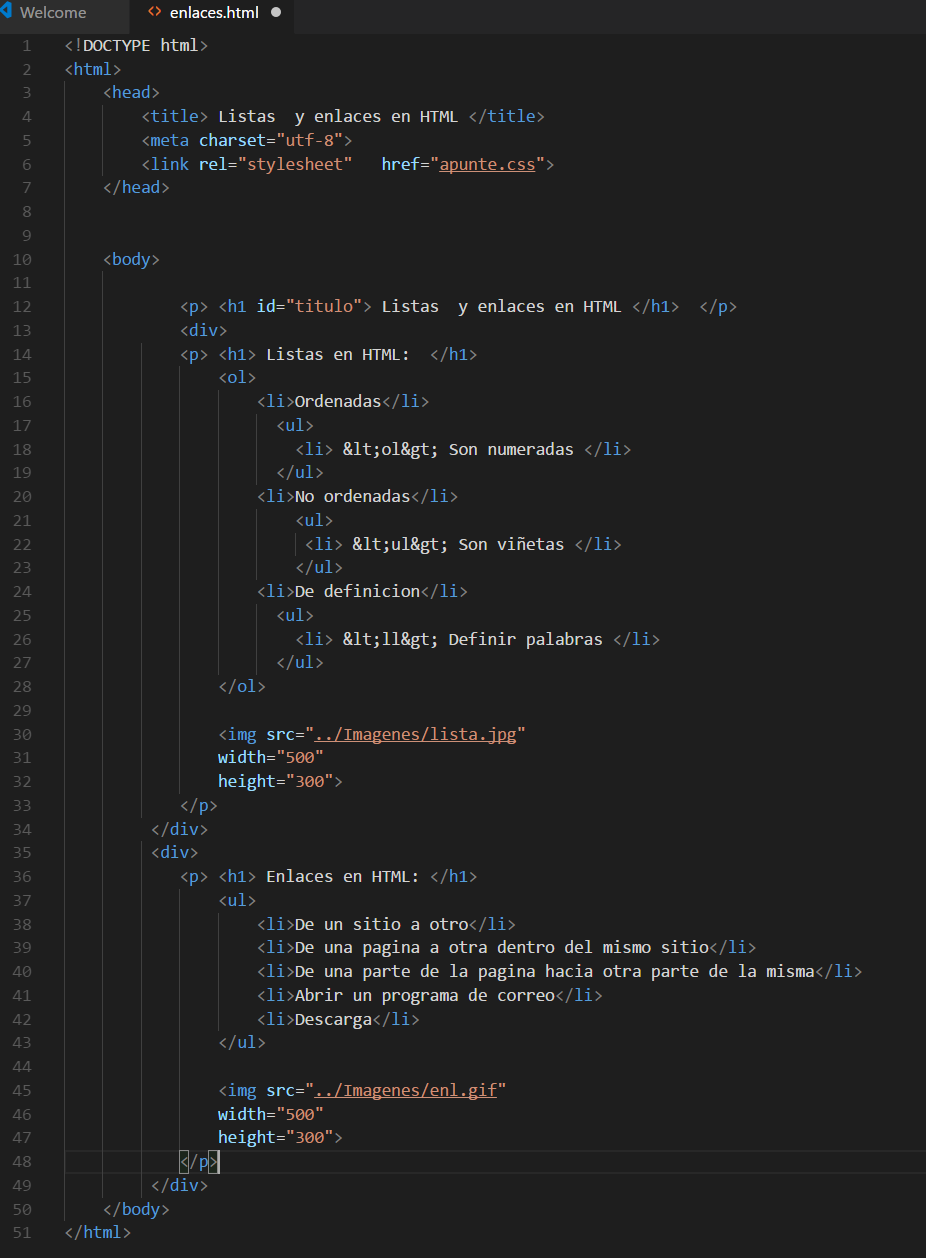 Welcome <> enlaces.html ●
1 <!DOCTYPE html>
2 <html>
3 <head>
4 <title> Listas  y enlaces en HTML </title>
5 <meta charset="utf-8">
6 <link rel="stylesheet"   href="apunte.css">
7 </head>
8
9
10 <body>
11
12 <p> <h1 id="titulo"> Listas  y enlaces en HTML </h1>  </p>
13 <div>
14 <p> <h1> Listas en HTML:  </h1>
15 <ol>
16 <li>Ordenadas</li>
17 <ul>
18 <li> &lt;ol&gt; Son numeradas </li>
19 </ul>
20 <li>No ordenadas</li>
21 <ul>
22 <li> &lt;ul&gt; Son viñetas </li>
23 </ul>
24 <li>De definicion</li>
25 <ul>
26 <li> &lt;ll&gt; Definir palabras </li>
27 </ul>
28 </ol>
29
30 <img src="../Imagenes/lista.jpg"
31 width="500"
32 height="300">
33 </p>
34 </div>
35 <div>
36 <p> <h1> Enlaces en HTML: </h1>
37 <ul>
38 <li>De un sitio a otro</li>
39 <li>De una pagina a otra dentro del mismo sitio</li>
40 <li>De una parte de la pagina hacia otra parte de la misma</li>
41 <li>Abrir un programa de correo</li>
42 <li>Descarga</li>
43 </ul>
44
45 <img src="../Imagenes/enl.gif"
46 width="500"
47 height="300">
48 </p>
49 </div>
50 </body>
51 </html>